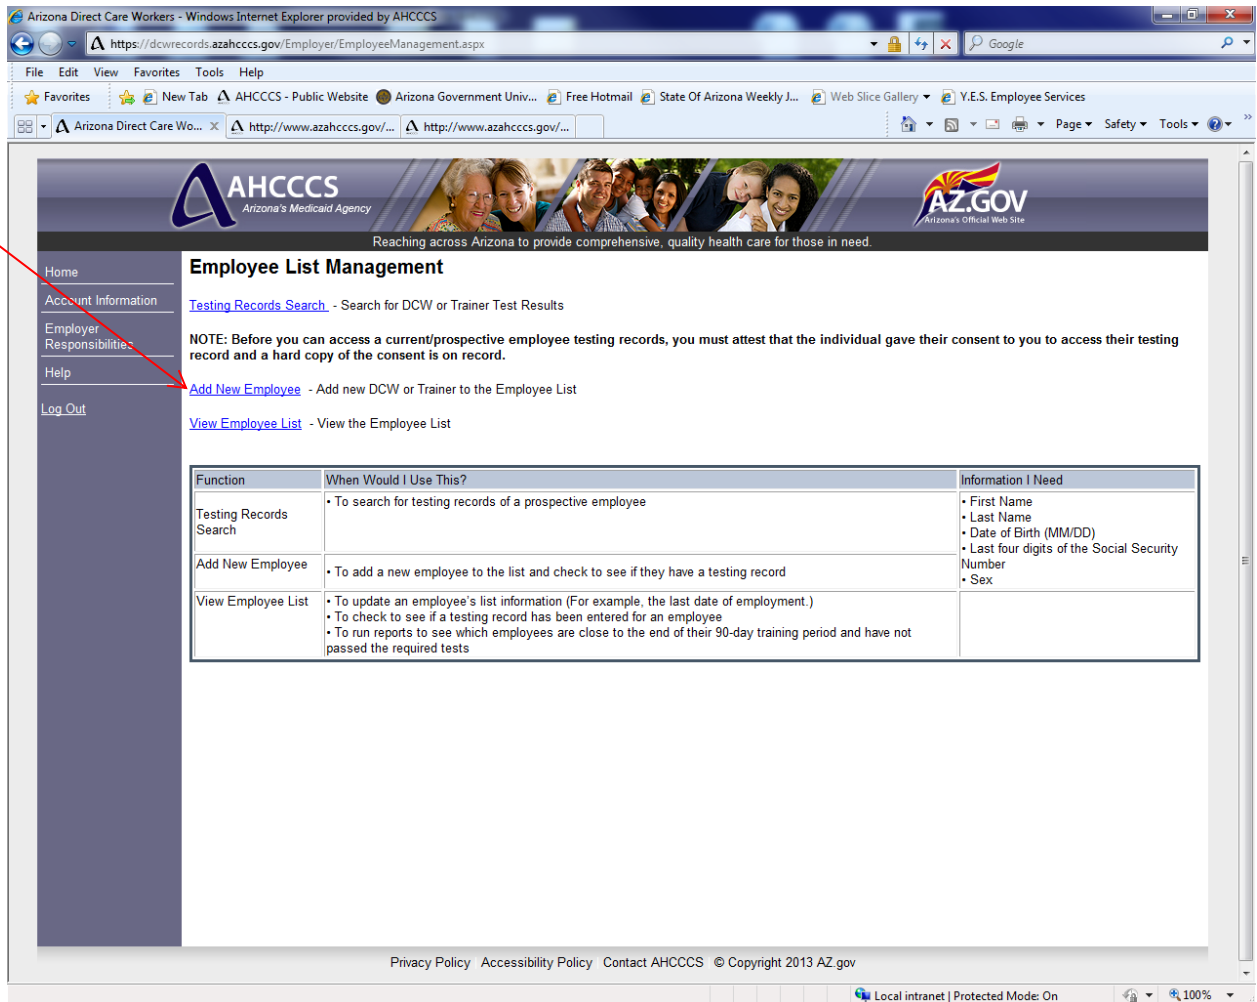 Arizona Direct Care Workers - Windows Internet Explorer provided by AHCCCS
https://dcwrecords.azahcccs.gov/Employer/EmployeeManagement.aspx
Google
File Edit View Favorites Tools Help
Favorites New Tab AHCCCS - Public Website Arizona Government Univ... Free Hotmail State Of Arizona Weekly J... Web Slice Gallery Y.E.S. Employee Services
Arizona Direct Care Wo... X http://www.azahcccs.gov/... http://www.azahcccs.gov/... Page Safety Tools
AHCCCS
Arizona's Medicaid Agency
AZ.GOV
Arizona's Official Web Site
Reaching across Arizona to provide comprehensive, quality health care for those in need.
Home
Account Information
Employer
Responsibilities
Help
Log Out
Employee List Management
Testing Records Search - Search for DCW or Trainer Test Results
NOTE: Before you can access a current/prospective employee testing records, you must attest that the individual gave their consent to you to access their testing
record and a hard copy of the consent is on record.
Add New Employee - Add new DCW or Trainer to the Employee List
View Employee List - View the Employee List
Function When Would I Use This? Information I Need
Testing Records
Search
• To search for testing records of a prospective employee
• First Name
• Last Name
• Date of Birth (MM/DD)
• Last four digits of the Social Security
Number
• Sex
Add New Employee
• To add a new employee to the list and check to see if they have a testing record
View Employee List
• To update an employee's list information (For example, the last date of employment.)
• To check to see if a testing record has been entered for an employee
• To run reports to see which employees are close to the end of their 90-day training period and have not
passed the required tests
Privacy Policy Accessibility Policy Contact AHCCCS © Copyright 2013 AZ.gov
Local intranet | Protected Mode: On 100%